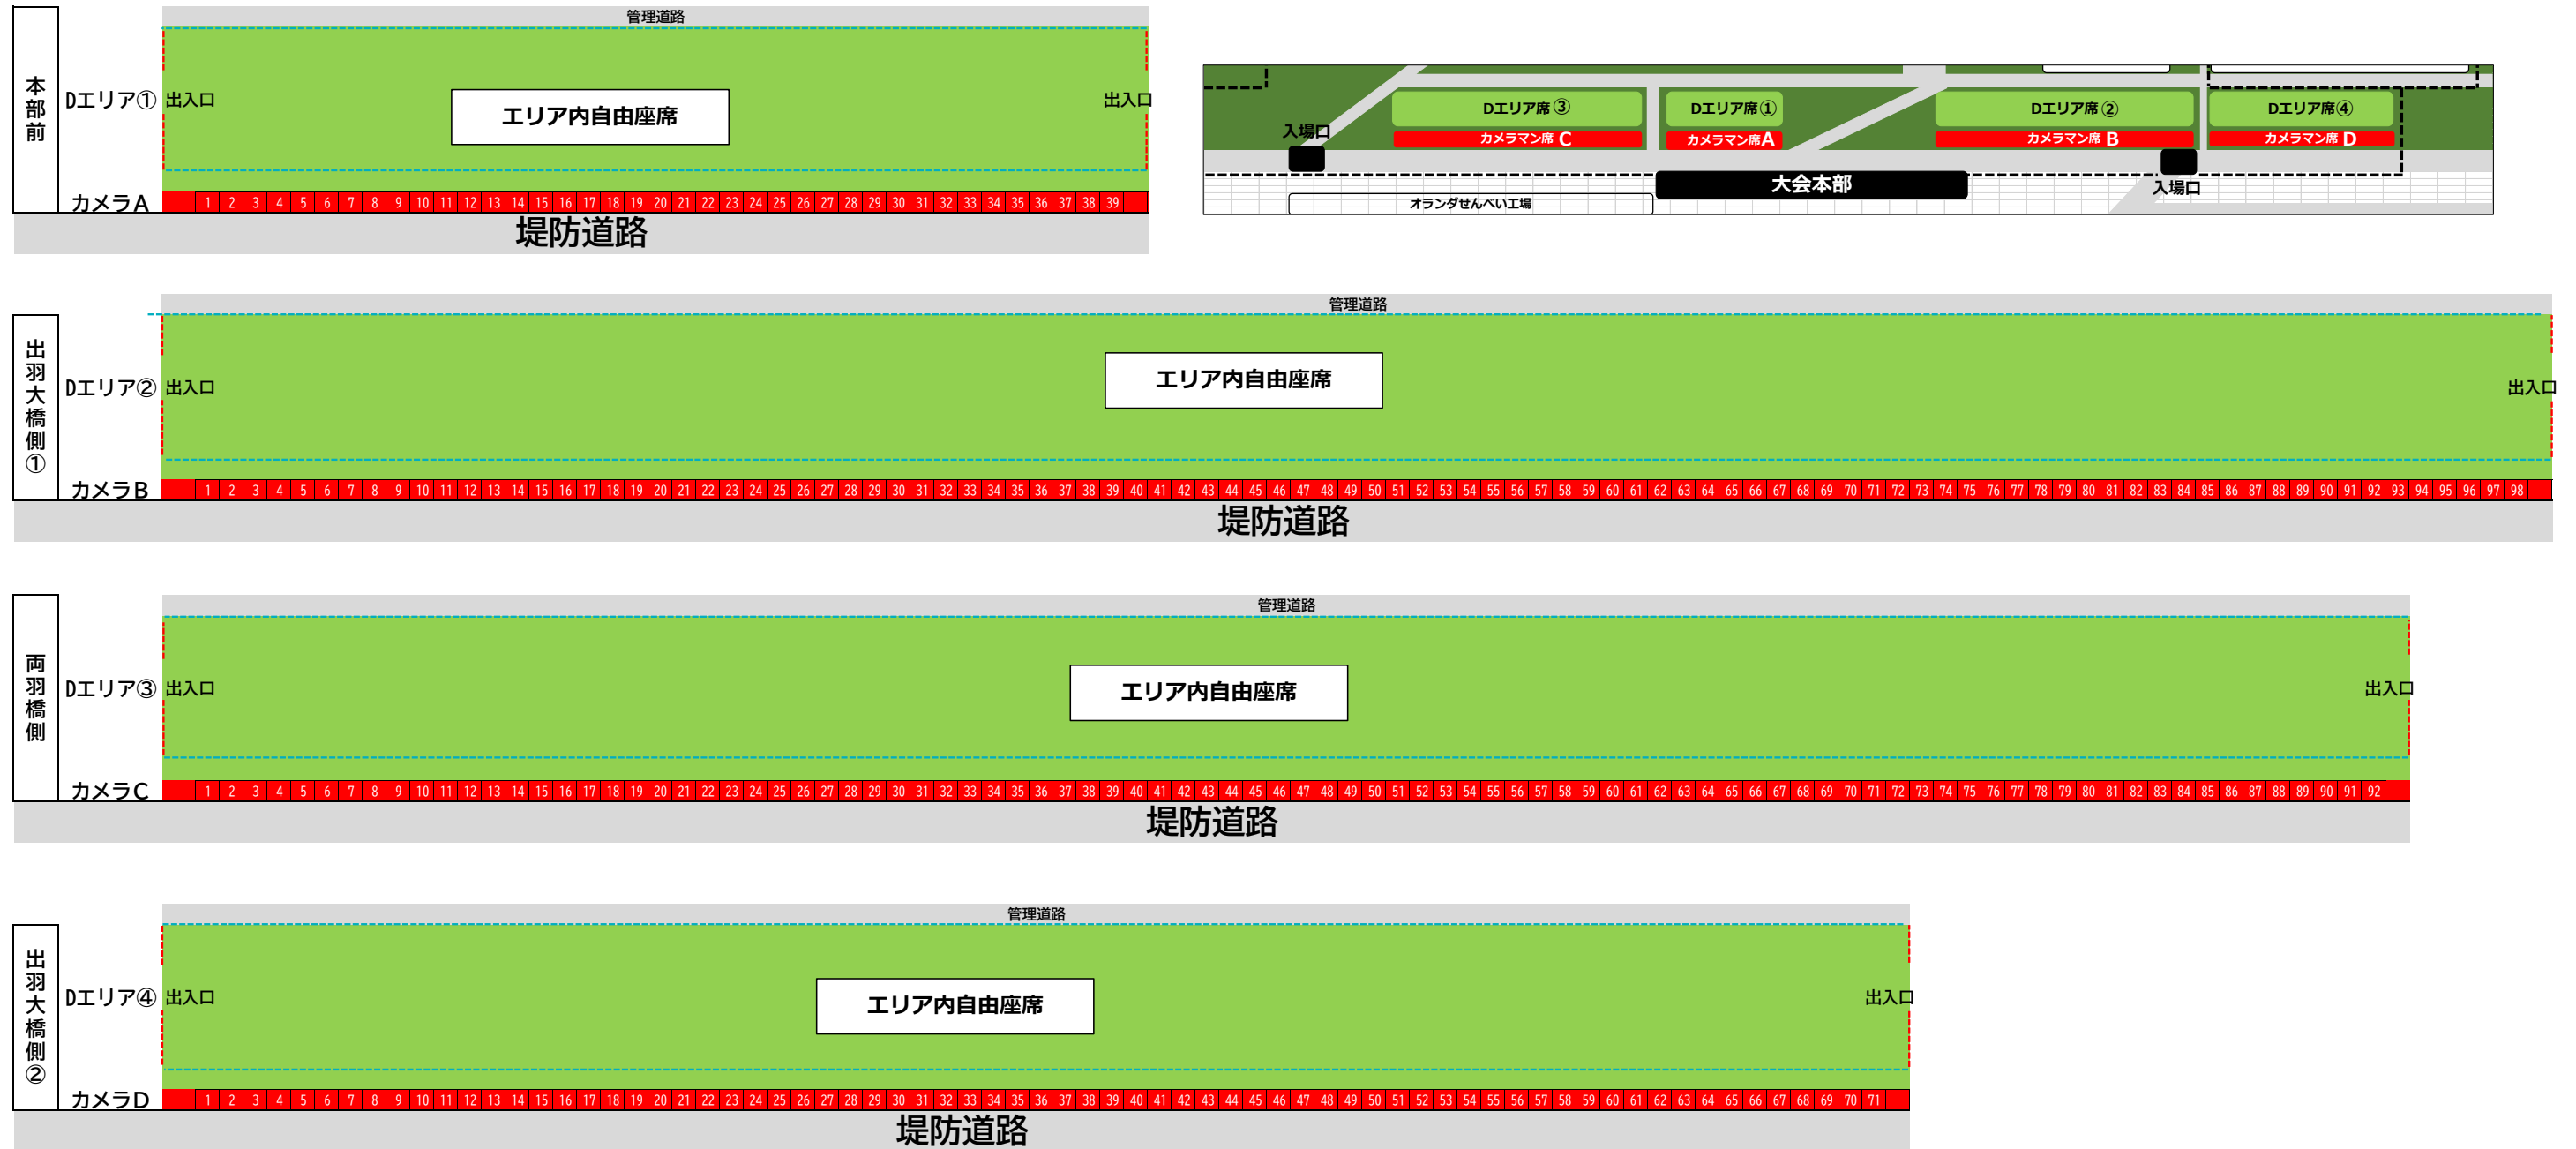 管理道路
本部前
Dエリア① 出入口
出入口
エリア内自由座席
カメラA
1 2 3 4 5 6 7 8 9 10 11 12 13 14 15 16 17 18 19 20 21 22 23 24 25 26 27 28 29 30 31 32 33 34 35 36 37 38 39
堤防道路
Dエリア席③
Dエリア席①
Dエリア席②
Dエリア席④
入場口
カメラマン席 C
カメラマン席A
カメラマン席 B
カメラマン席 D
大会本部
入場口
オランダせんべい工場
管理道路
出羽大橋側①
Dエリア② 出入口
出入口
エリア内自由座席
カメラB
1 2 3 4 5 6 7 8 9 10 11 12 13 14 15 16 17 18 19 20 21 22 23 24 25 26 27 28 29 30 31 32 33 34 35 36 37 38 39 40 41 42 43 44 45 46 47 48 49 50 51 52 53 54 55 56 57 58 59 60 61 62 63 64 65 66 67 68 69 70 71 72 73 74 75 76 77 78 79 80 81 82 83 84 85 86 87 88 89 90 91 92 93 94 95 96 97 98
堤防道路
管理道路
両羽橋側
Dエリア③ 出入口
出入口
エリア内自由座席
カメラC
1 2 3 4 5 6 7 8 9 10 11 12 13 14 15 16 17 18 19 20 21 22 23 24 25 26 27 28 29 30 31 32 33 34 35 36 37 38 39 40 41 42 43 44 45 46 47 48 49 50 51 52 53 54 55 56 57 58 59 60 61 62 63 64 65 66 67 68 69 70 71 72 73 74 75 76 77 78 79 80 81 82 83 84 85 86 87 88 89 90 91 92
堤防道路
管理道路
出羽大橋側②
Dエリア④ 出入口
出入口
エリア内自由座席
カメラD
1 2 3 4 5 6 7 8 9 10 11 12 13 14 15 16 17 18 19 20 21 22 23 24 25 26 27 28 29 30 31 32 33 34 35 36 37 38 39 40 41 42 43 44 45 46 47 48 49 50 51 52 53 54 55 56 57 58 59 60 61 62 63 64 65 66 67 68 69 70 71
堤防道路